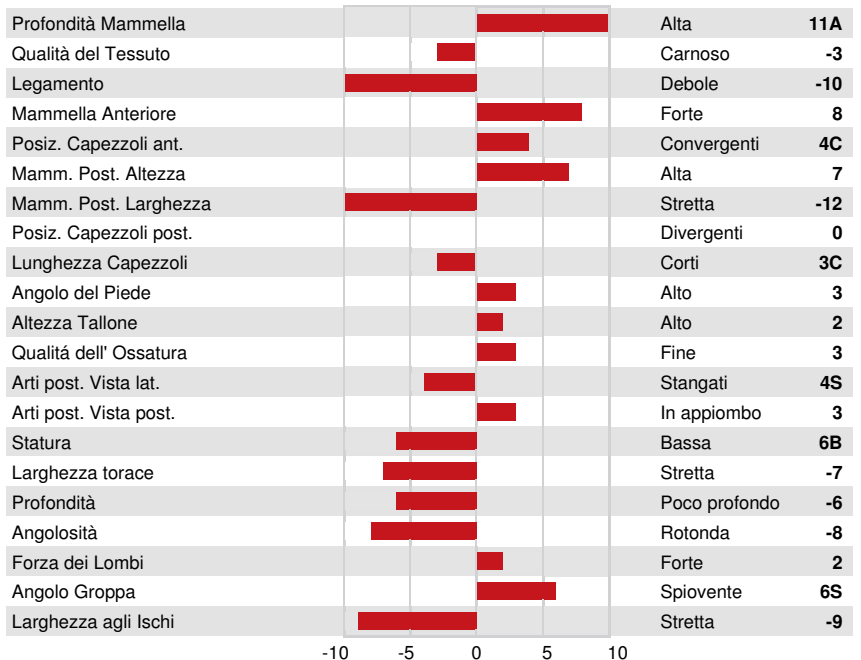 Profondità Mammella Alta 11A
Qualità del Tessuto Carnoso -3
Legamento Debole -10
Mammella Anteriore Forte 8
Posiz. Capezzoli ant. Convergenti 4C
Mamm. Post. Altezza Alta 7
Mamm. Post. Larghezza Stretta -12
Posiz. Capezzoli post. Divergenti 0
Lunghezza Capezzoli Corti 3C
Angolo del Piede Alto 3
Altezza Tallone Alto 2
Qualitá dell' Ossatura Fine 3
Arti post. Vista lat. Stangati 4S
Arti post. Vista post. In appiombo 3
Statura Bassa 6B
Larghezza torace Stretta -7
Profondità Poco profondo -6
Angolosità Rotonda -8
Forza dei Lombi Forte 2
Angolo Groppa Spiovente 6S
Larghezza agli Ischi Stretta -9
-10 -5 0 5 10